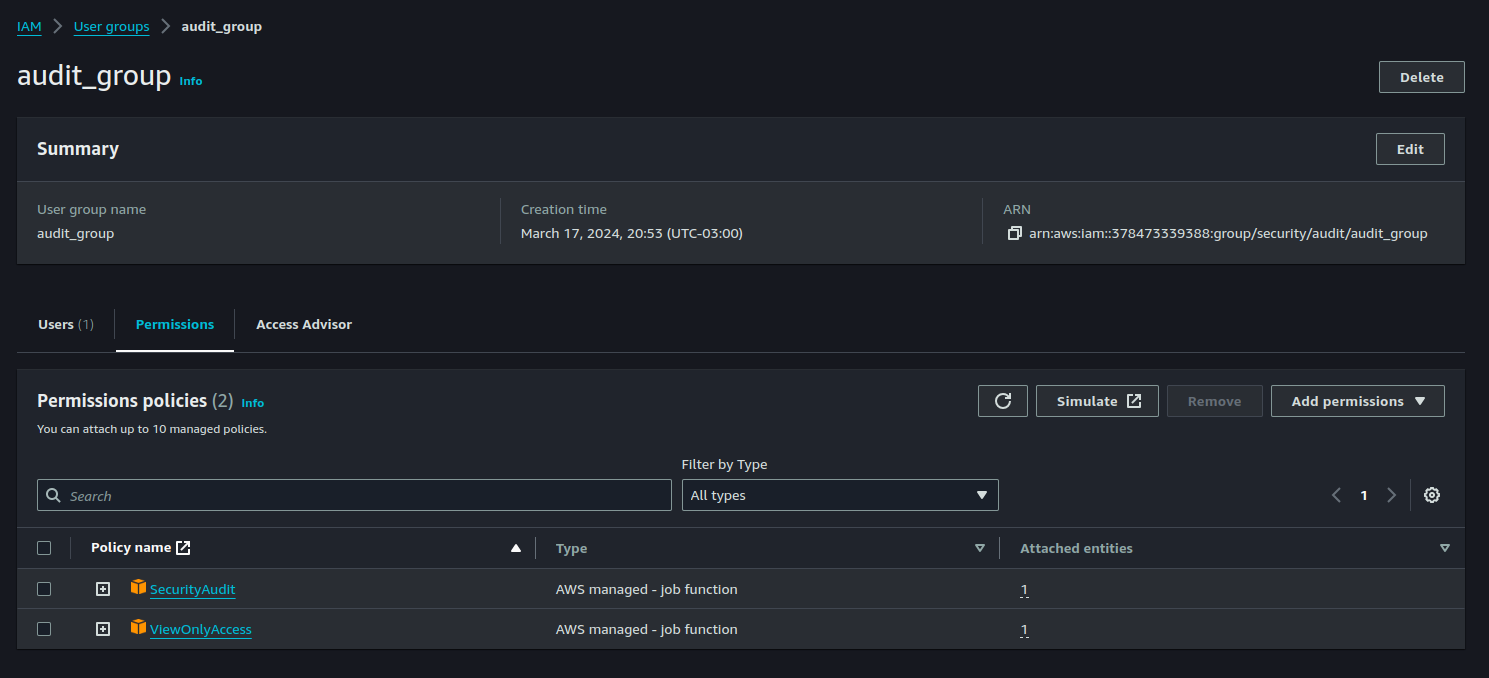 IAM > User groups > audit_group
audit_group Info
Delete
Summary
Edit
User group name
audit_group
Creation time
March 17, 2024, 20:53 (UTC-03:00)
ARN
arn:aws:iam::378473339388:group/security/audit/audit_group
Users (1)
Permissions
Access Advisor
Permissions policies (2) Info
You can attach up to 10 managed policies.
Simulate
Remove
Add permissions
Filter by Type
Search
All types
1
Policy name
Type
Attached entities
SecurityAudit
AWS managed - job function
1
ViewOnlyAccess
AWS managed - job function
1